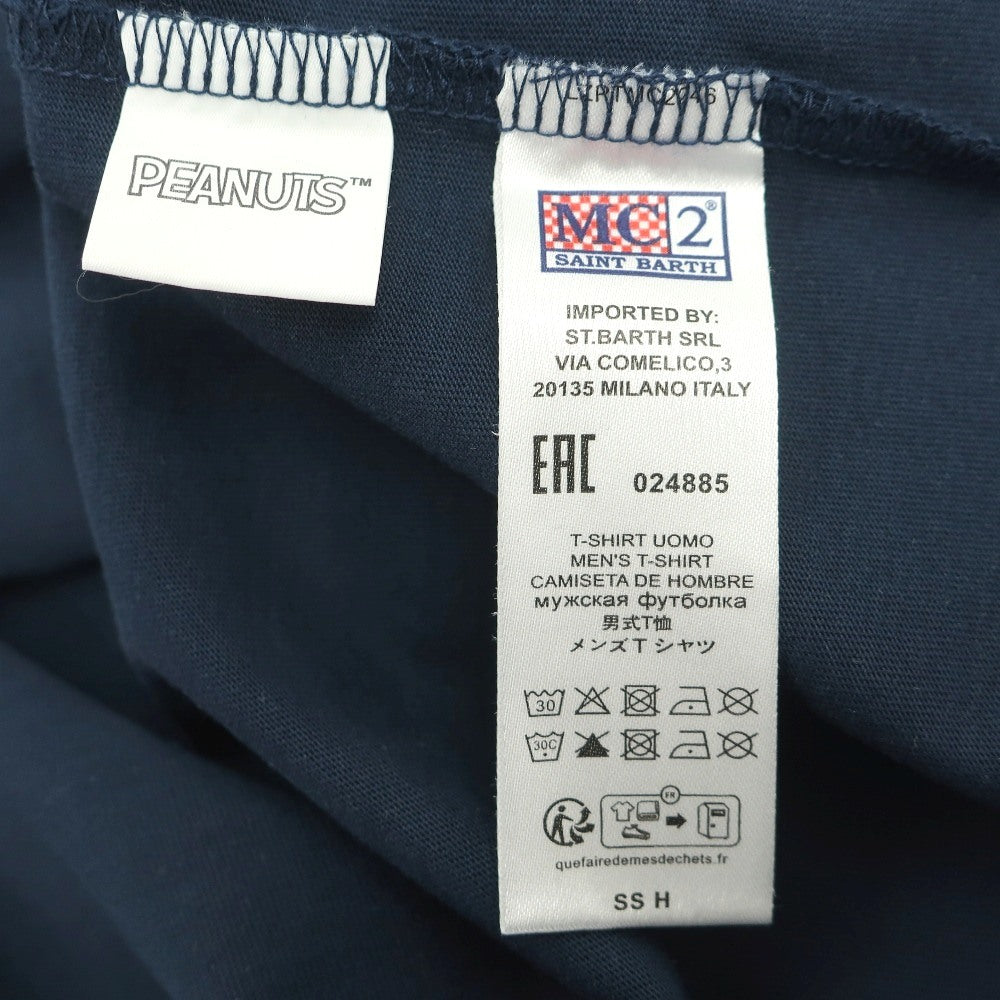 PEANUTS™
MC2®
SAINT BARTH
IMPORTED BY:
ST.BARTH SRL
VIA COMELICO,3
20135 MILANO ITALY
EAC 024885
T-SHIRT UOMO
MEN'S T-SHIRT
CAMISETA DE HOMBRE
мужская футболка
男式T恤
メンズTシャツ
30
30C
FR
quefairedemesdechets.fr
SS H